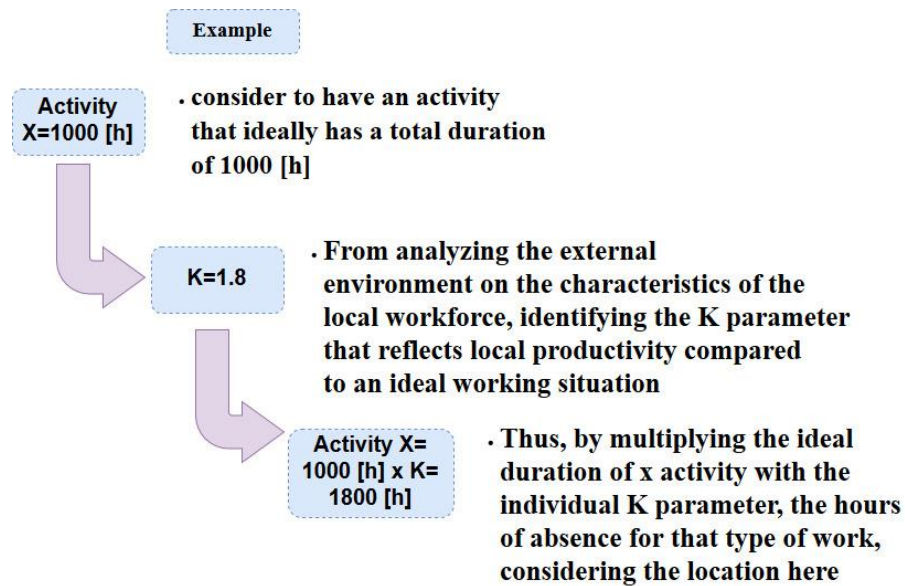 Example
Activity
X=1000 [h]
. consider to have an activity
that ideally has a total duration
of 1000 [h]
K=1.8
. From analyzing the external
environment on the characteristics of the
local workforce, identifying the K parameter
that reflects local productivity compared
to an ideal working situation
Activity X=
1000 [h] x K=
1800 [h]
. Thus, by multiplying the ideal
duration of x activity with the
individual K parameter, the hours
of absence for that type of work,
considering the location here